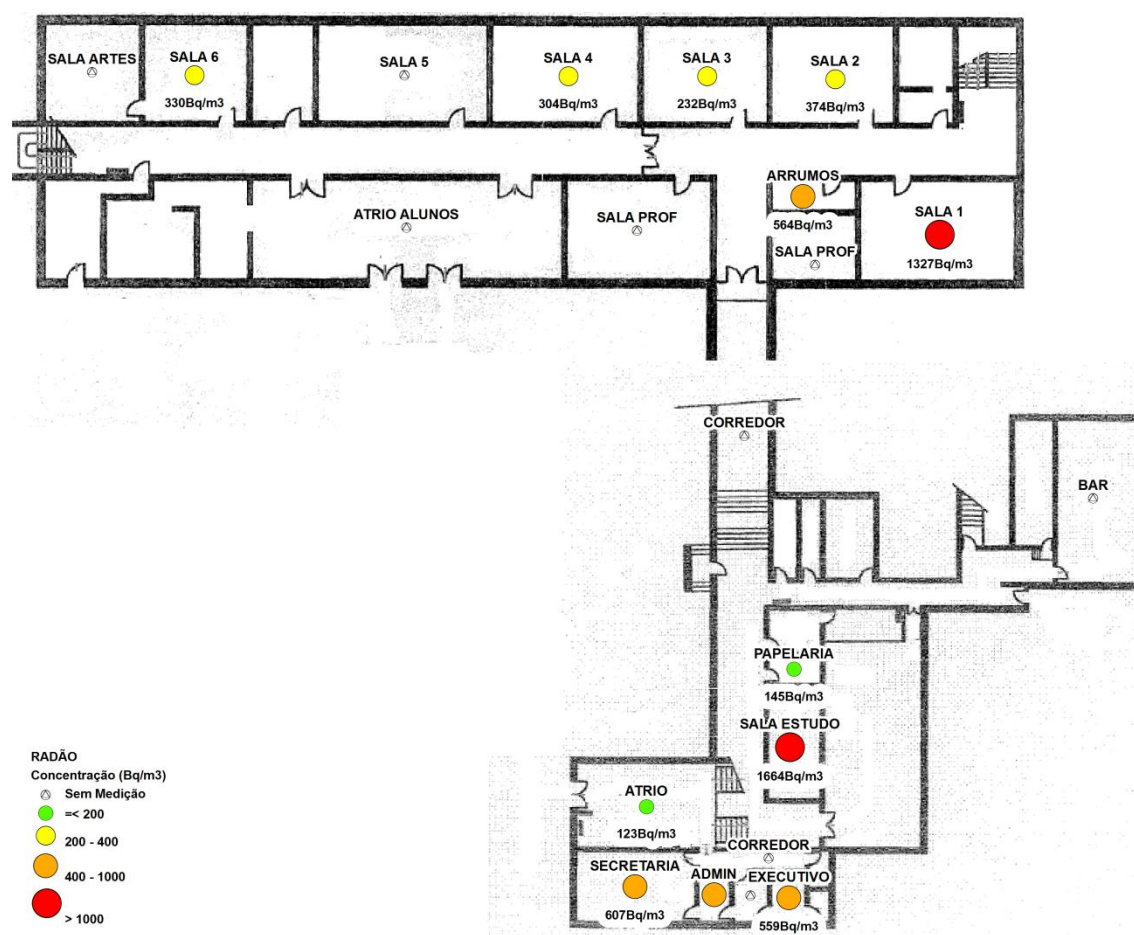 SALA ARTES
SALA 6
330Bq/m3
SALA 5
SALA 4
304Bq/m3
SALA 3
232Bq/m3
SALA 2
374Bq/m3
ATRIO ALUNOS
SALA PROF
ARRUMOS
564Bq/m3
SALA PROF
SALA 1
1327Bq/m3
CORREDOR
BAR
PAPELARIA
145Bq/m3
SALA ESTUDO
1664Bq/m3
ATRIO
123Bq/m3
CORREDOR
SECRETARIA
607Bq/m3
ADMIN
EXECUTIVO
559Bq/m3
RADÃO
Concentração (Bq/m3)
Sem Medição
=< 200
200 - 400
400 - 1000
> 1000